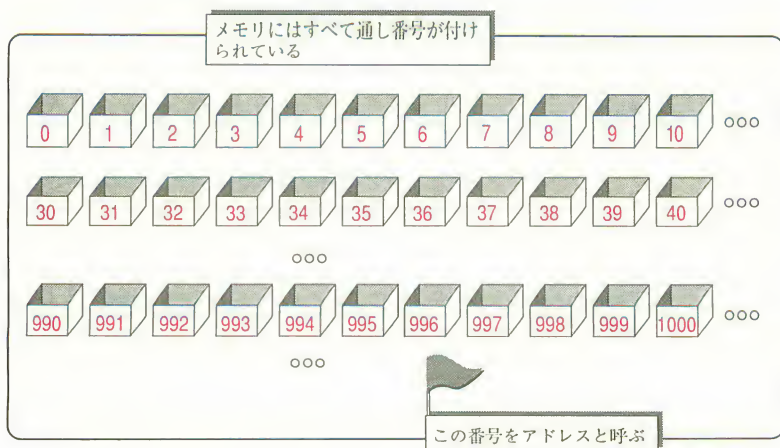 メモリにはすべて通し番号が付け
られている
0 1 2 3 4 5 6 7 8 9 10 ○○○
30 31 32 33 34 35 36 37 38 39 40 ○○○
○○○
990 991 992 993 994 995 996 997 998 999 1000 ○○○
○○○
この番号をアドレスと呼ぶ